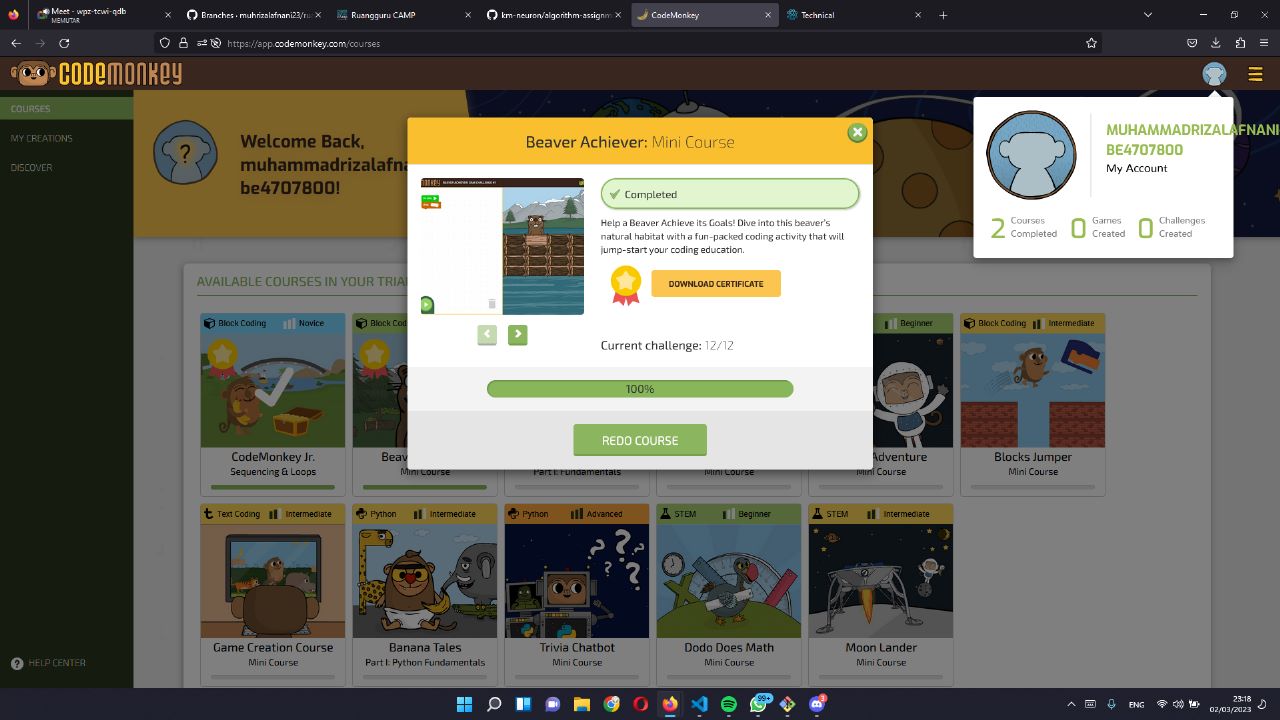 Meet - wpz-tcwi-qdb
MEMUTAR
Branches - muhrizalafnan23/ru
Ruangguru CAMP
rg-neuron/algorithm-assignm
CodeMonkey
Technical
https://app.codemonkey.com/courses
CODEMONKEY
COURSES
MY CREATIONS
DISCOVER
HELP CENTER
?
Welcome Back,
muhammadrizalafna
be4707800!
MUHAMMADRIZALAFNANI
BE4707800
My Account
2 Courses Completed
0 Games Created
0 Challenges Created
AVAILABLE COURSES IN YOUR TRIA
Beaver Achiever: Mini Course
Completed
Help a Beaver Achieve its Goals! Dive into this beaver's
natural habitat with a fun-packed coding activity that will
jump-start your coding education.
DOWNLOAD CERTIFICATE
Current challenge: 12/12
100%
REDO COURSE
Block Coding Novice
CodeMonkey Jr.
Sequencing & Loops
Block Cod
Beav
Mini Course
Part I: Fundamentals
Mini Course
Beginner
Adventure
Mini Course
Block Coding Intermediate
Blocks Jumper
Mini Course
Text Coding Intermediate
Game Creation Course
Mini Course
Python Intermediate
Banana Tales
Part I: Python Fundamentals
Python Advanced
? ? ? ?
Trivia Chatbot
Mini Course
STEM Beginner
Dodo Does Math
Mini Course
STEM Intermediate
Moon Lander
Mini Course
99+
3
ENG
23:18
02/03/2023